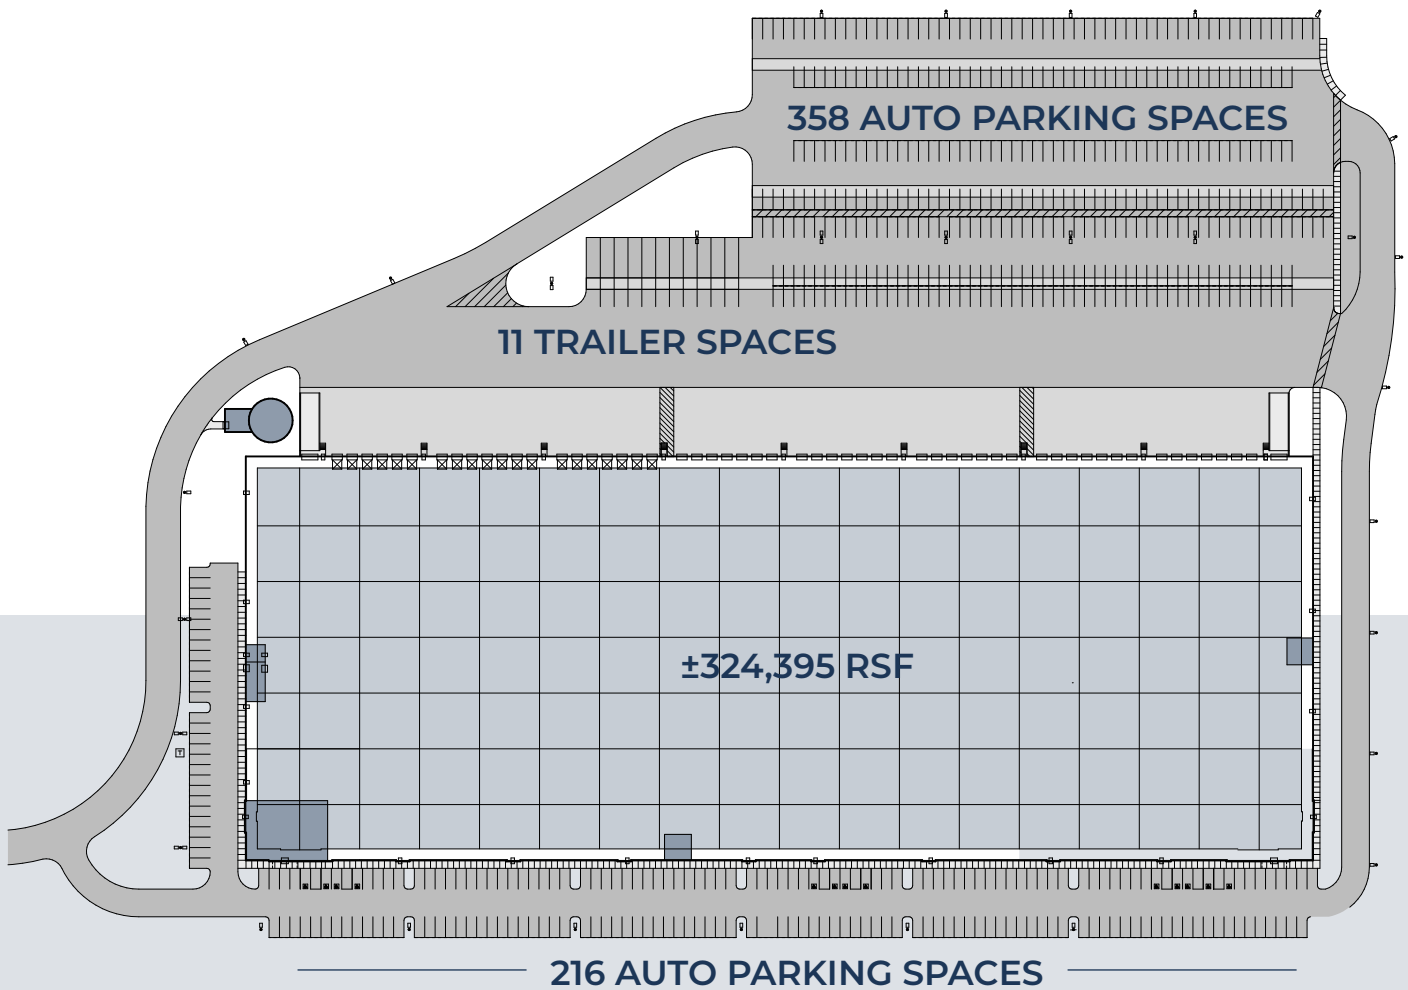 358 AUTO PARKING SPACES
11 TRAILER SPACES
±324,395 RSF
T
216 AUTO PARKING SPACES